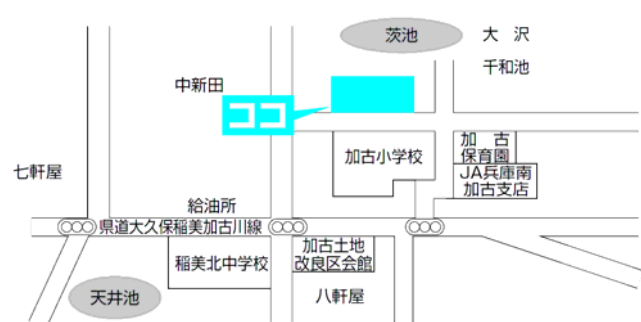 茨池
大 沢
千和池
中新田
ココ
加古小学校
加 古
保育園
JA兵庫南
加古支店
七軒屋
給油所
県道大久保稲美加古川線
稲美北中学校
加古土地
改良区会館
天井池
八軒屋